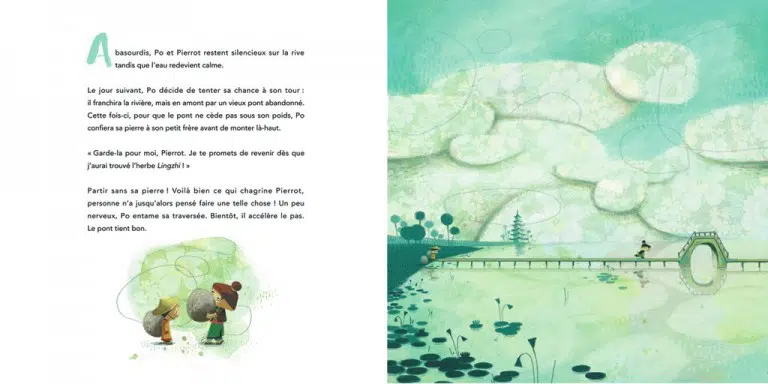 Abasourdis, Po et Pierrot restent silencieux sur la rive
tandis que l'eau redevient calme.
Le jour suivant, Po décide de tenter sa chance à son tour :
il franchira la rivière, mais en amont par un vieux pont abandonné.
Cette fois-ci, pour que le pont ne cède pas sous son poids, Po
confiera sa pierre à son petit frère avant de monter là-haut.
« Garde-la pour moi, Pierrot. Je te promets de revenir dès que
j'aurai trouvé l'herbe Lingzhi ! »
Partir sans sa pierre ! Voilà bien ce qui chagrine Pierrot,
personne n'a jusqu'alors pensé faire une telle chose ! Un peu
nerveux, Po entame sa traversée. Bientôt, il accélère le pas.
Le pont tient bon.